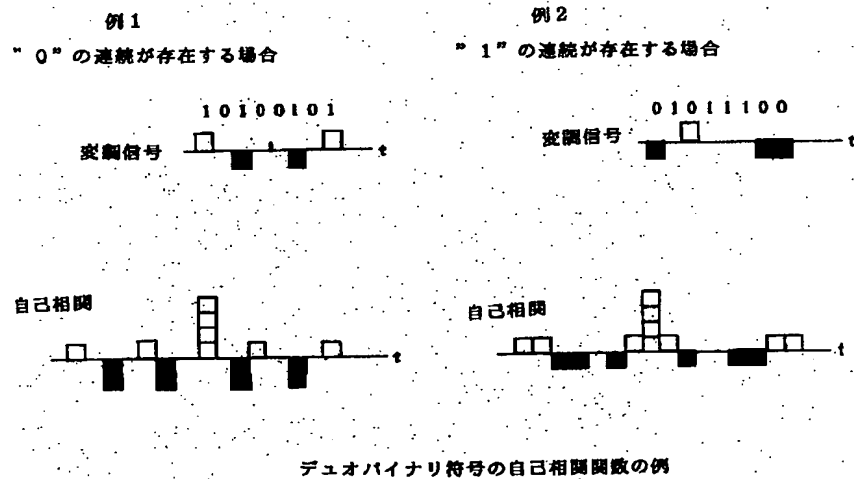 例1
"0"の連続が存在する場合
10100101
変調信号
t
自己相関
t
例2
"1"の連続が存在する場合
01011100
変調信号
t
自己相関
t
デュオバイナリ符号の自己相関関数の例